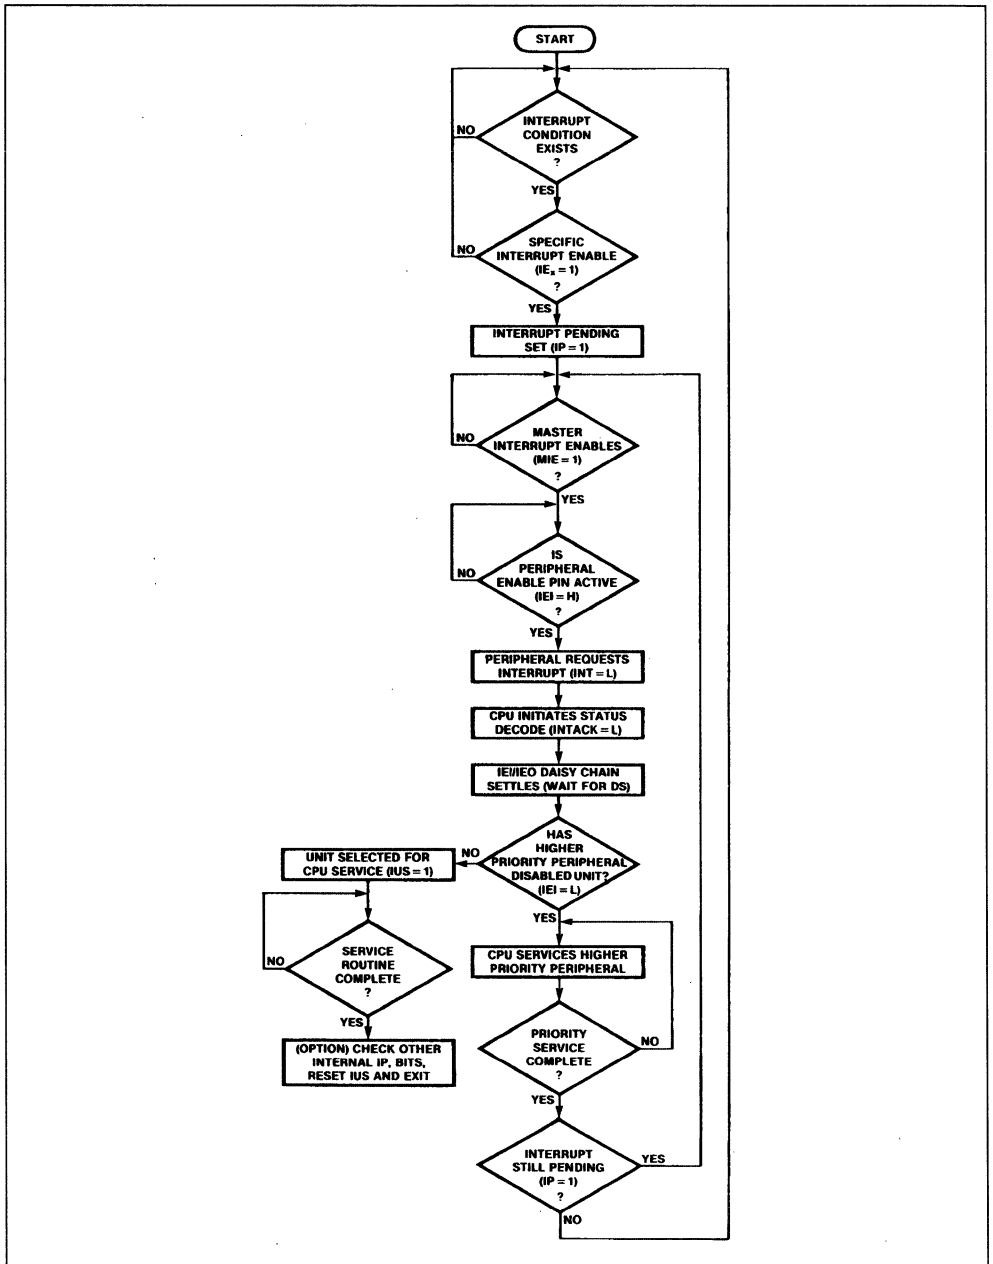 START
INTERRUPT
CONDITION
EXISTS
?
NO
YES
SPECIFIC
INTERRUPT ENABLE
(IEx = 1)
?
NO
YES
INTERRUPT PENDING
SET (IP = 1)
MASTER
INTERRUPT ENABLES
(MIE = 1)
?
NO
YES
IS
PERIPHERAL
ENABLE PIN ACTIVE
(IEI = H)
?
NO
YES
PERIPHERAL REQUESTS
INTERRUPT (INT = L)
CPU INITIATES STATUS
DECODE (INTACK = L)
IEI/IEO DAISY CHAIN
SETTLES (WAIT FOR DS)
HAS
HIGHER
PRIORITY PERIPHERAL
DISABLED UNIT?
(IEI = L)
NO
YES
UNIT SELECTED FOR
CPU SERVICE (IUS = 1)
SERVICE
ROUTINE
COMPLETE
?
NO
YES
(OPTION) CHECK OTHER
INTERNAL IP, BITS,
RESET IUS AND EXIT
CPU SERVICES HIGHER
PRIORITY PERIPHERAL
PRIORITY
SERVICE
COMPLETE
?
NO
YES
INTERRUPT
STILL PENDING
(IP = 1)
?
YES
NO